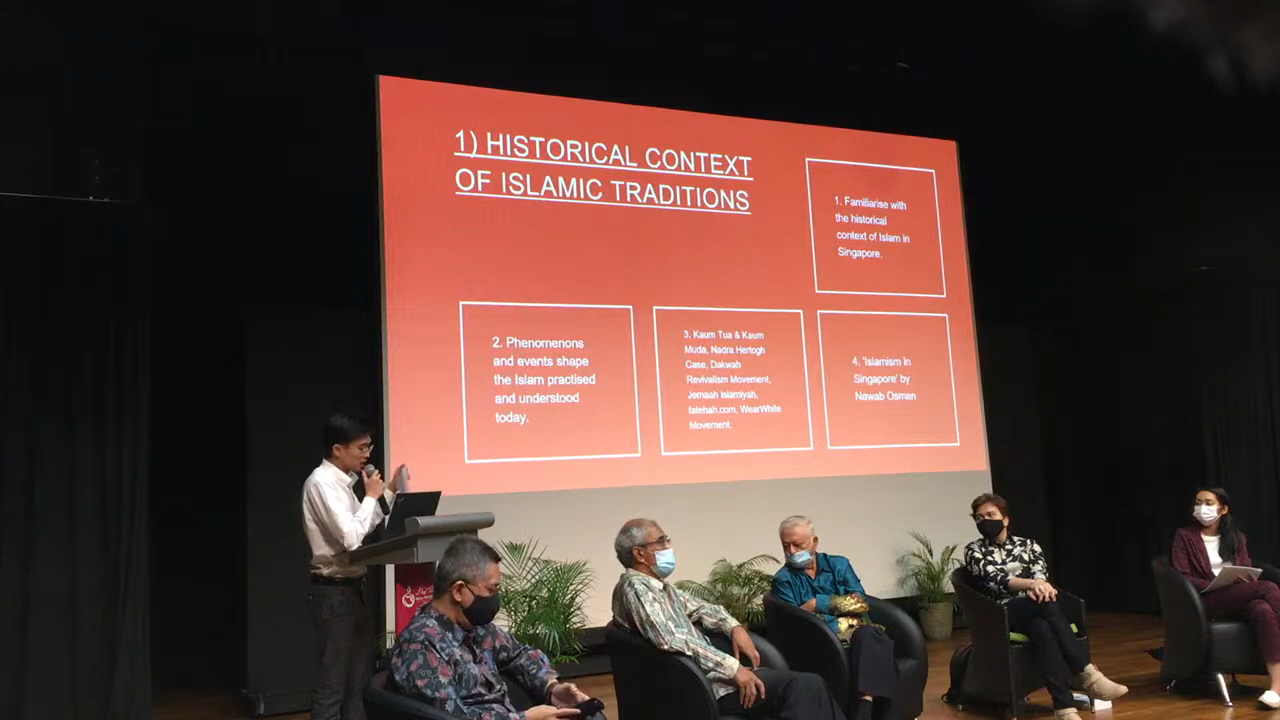 1) HISTORICAL CONTEXT
OF ISLAMIC TRADITIONS
1. Familiarise with
the historical
context of Islam in
Singapore.
2. Phenomenons
and events shape
the Islam practised
and understood
today.
3. Kaum Tua & Kaum
Muda, Nadra Hertogh
Case, Dakwah
Revivalism Movement,
Jemaah Islamiyah,
fatehah.com, WearWhite
Movement.
4. 'Islamism In
Singapore' by
Nawab Osman